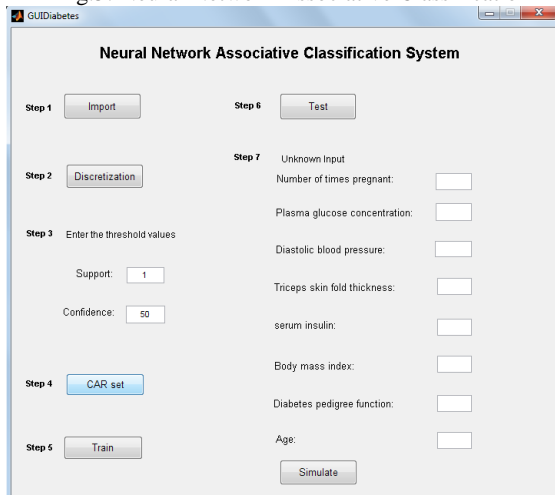 GUIDiabetes
Neural Network Associative Classification System
Step 1 Import
Step 2 Discretization
Step 3 Enter the threshold values
Support: 1
Confidence: 50
Step 4 CAR set
Step 5 Train
Step 6 Test
Step 7 Unknown Input
Number of times pregnant:
Plasma glucose concentration:
Diastolic blood pressure:
Triceps skin fold thickness:
serum insulin:
Body mass index:
Diabetes pedigree function:
Age:
Simulate